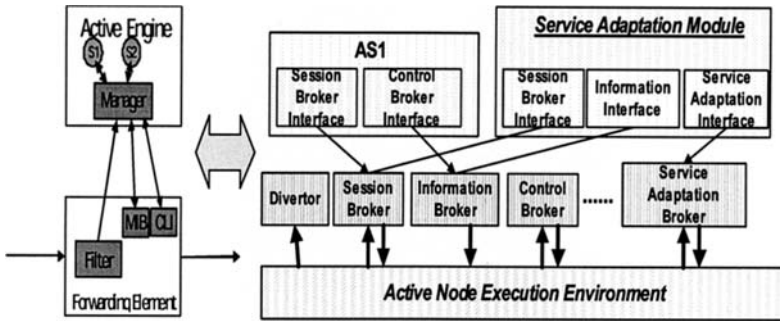 Active Engine
S1
S2
Manager
MIB
CLI
Filter
Forwarding Element
AS1
Session
Broker
Interface
Control
Broker
Interface
Service Adaptation Module
Session
Broker
Interface
Information
Interface
Service
Adaptation
Interface
Divertor
Session
Broker
Information
Broker
Control
Broker
......
Service
Adaptation
Broker
Active Node Execution Environment